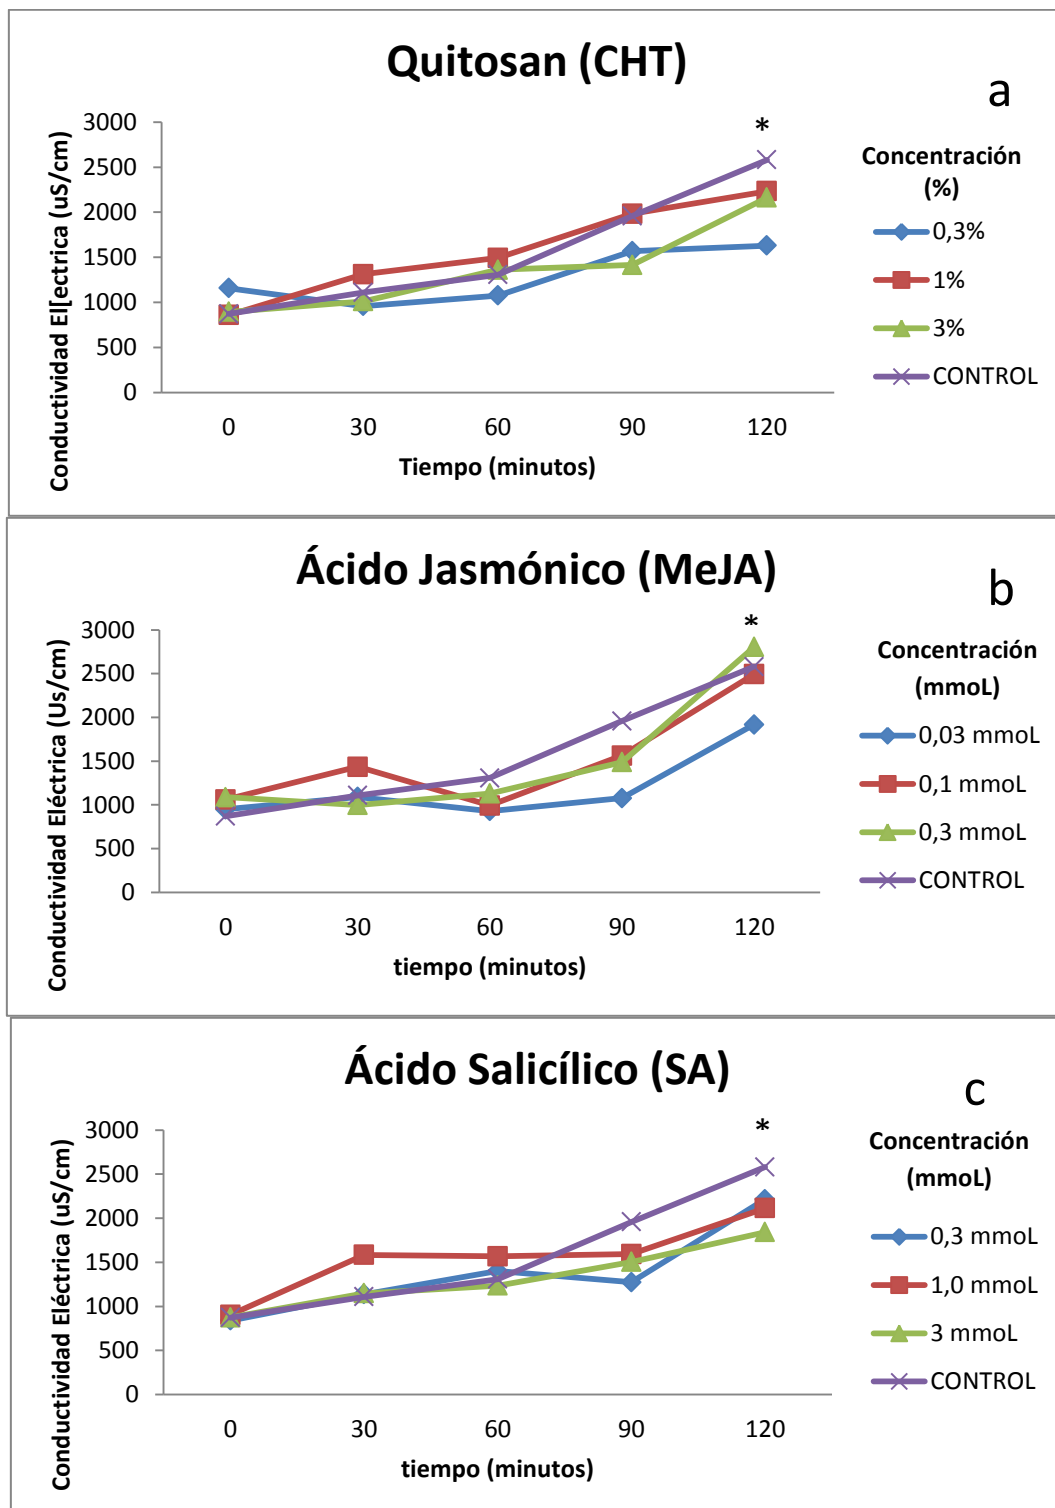 Quitosan (CHT)
a
*
Conductividad El[ectrica (uS/cm)
3000
2500
2000
1500
1000
500
0
0 30 60 90 120
Tiempo (minutos)
Concentración
(%)
0,3%
1%
3%
CONTROL
Ácido Jasmónico (MeJA)
b
*
Conductividad Eléctrica (Us/cm)
3000
2500
2000
1500
1000
500
0
0 30 60 90 120
tiempo (minutos)
Concentración
(mmoL)
0,03 mmoL
0,1 mmoL
0,3 mmoL
CONTROL
Ácido Salicílico (SA)
c
*
Conductividad Eléctrica (uS/cm)
3000
2500
2000
1500
1000
500
0
0 30 60 90 120
tiempo (minutos)
Concentración
(mmoL)
0,3 mmoL
1,0 mmoL
3 mmoL
CONTROL